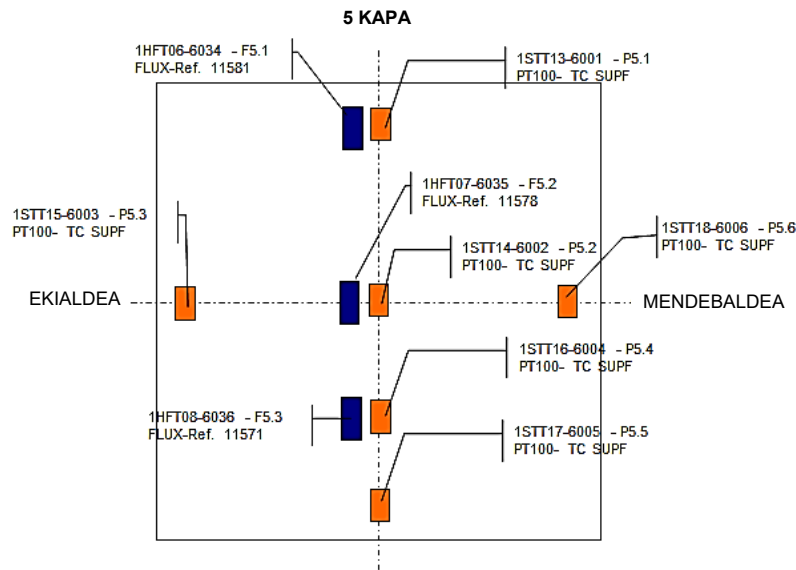 5 KAPA
1HFT06-6034 - F5.1
FLUX-Ref. 11581
1STT13-6001 - P5.1
PT100- TC SUPF
1HFT07-6035 - F5.2
FLUX-Ref. 11578
1STT15-6003 - P5.3
PT100- TC SUPF
1STT14-6002 - P5.2
PT100- TC SUPF
1STT18-6006 - P5.6
PT100- TC SUPF
EKIALDEA
MENDEBALDEA
1STT16-6004 - P5.4
PT100- TC SUPF
1HFT08-6036 - F5.3
FLUX-Ref. 11571
1STT17-6005 - P5.5
PT100- TC SUPF